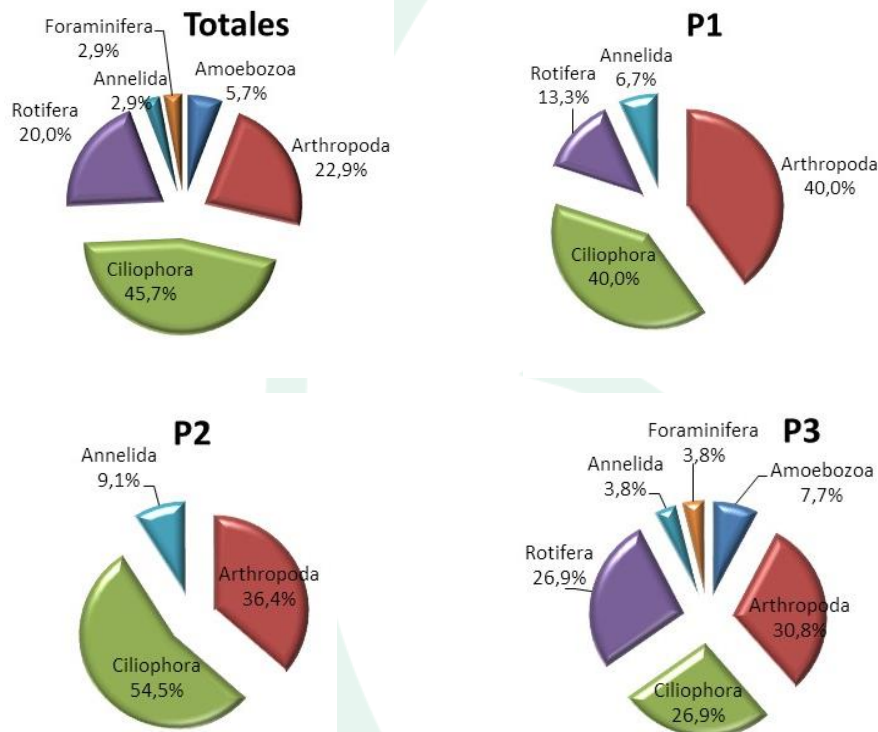 Totales
Foraminifera
2,9%
Amoebozoa
5,7%
Annelida
2,9%
Rotifera
20,0%
Arthropoda
22,9%
Ciliophora
45,7%
P1
Annelida
6,7%
Rotifera
13,3%
Arthropoda
40,0%
Ciliophora
40,0%
P2
Annelida
9,1%
Arthropoda
36,4%
Ciliophora
54,5%
P3
Foraminifera
3,8%
Annelida
3,8%
Amoebozoa
7,7%
Rotifera
26,9%
Arthropoda
30,8%
Ciliophora
26,9%